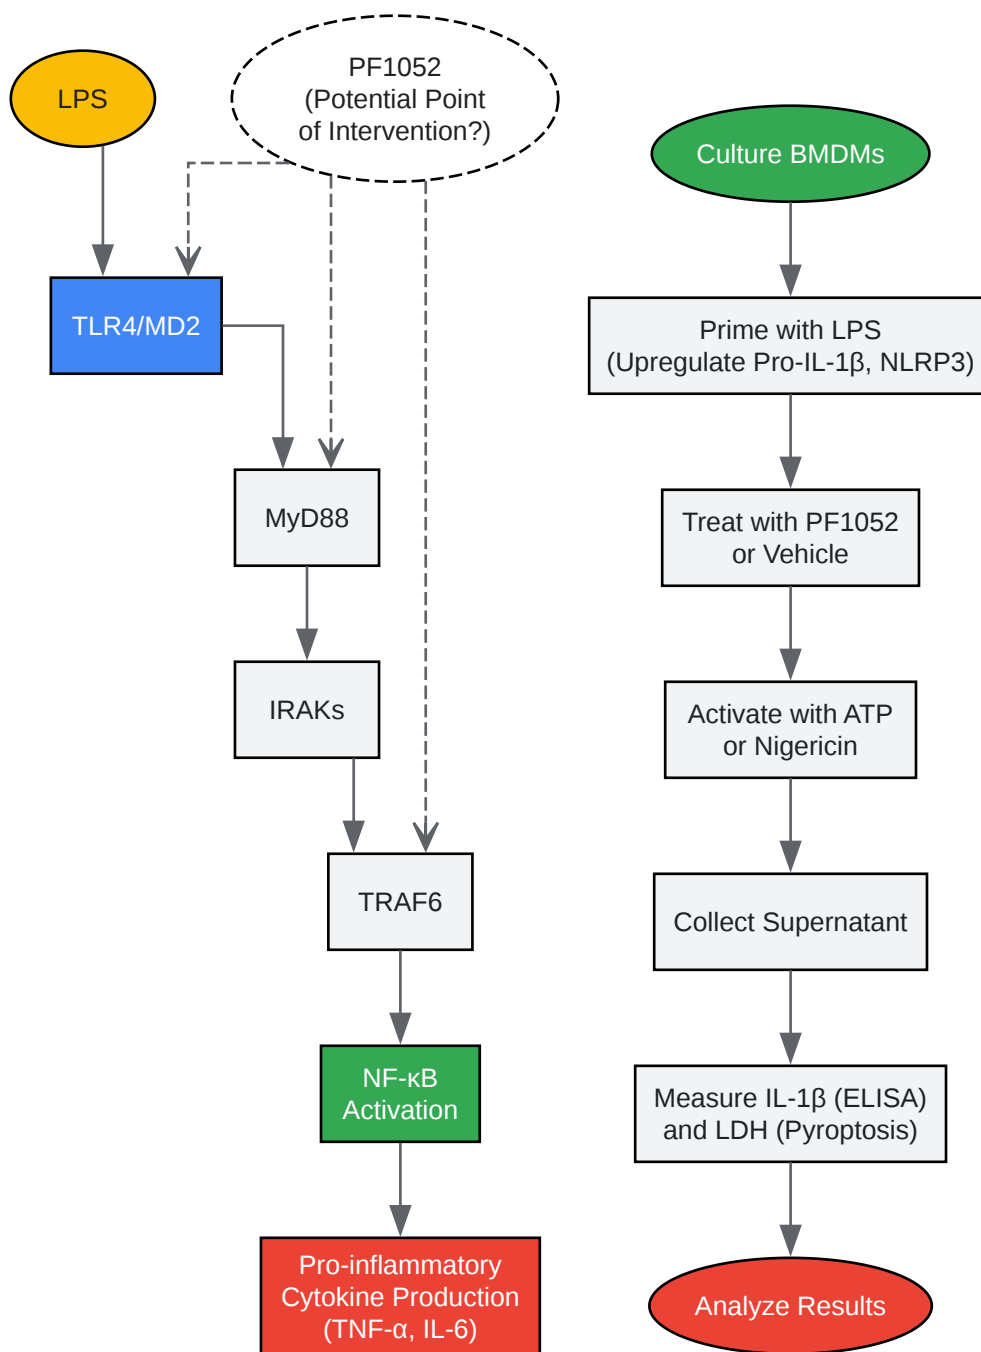 LPS
PF1052
(Potential Point
of Intervention?)
TLR4/MD2
MyD88
IRAKs
TRAF6
NF-κB
Activation
Pro-inflammatory
Cytokine Production
(TNF-α, IL-6)
Culture BMDMs
Prime with LPS
(Upregulate Pro-IL-1β, NLRP3)
Treat with PF1052
or Vehicle
Activate with ATP
or Nigericin
Collect Supernatant
Measure IL-1β (ELISA)
and LDH (Pyroptosis)
Analyze Results